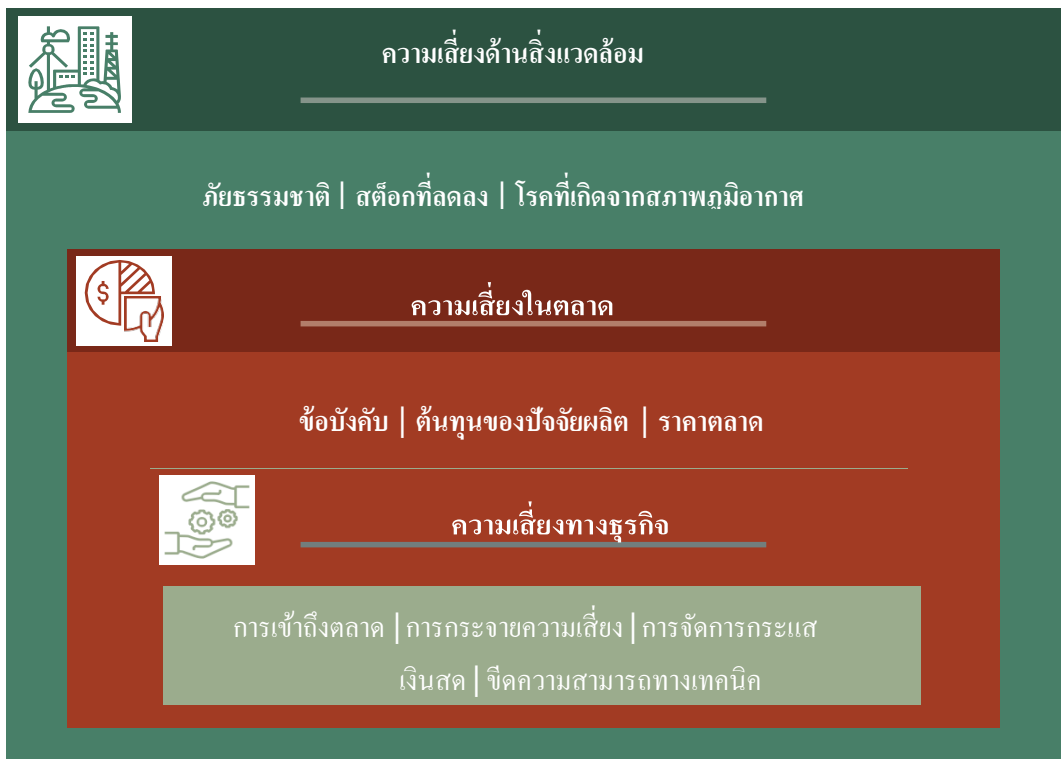 ความเสี่ยงด้านสิ่งแวดล้อม
ภัยธรรมชาติ | สต็อกที่ลดลง | โรคที่เกิดจากสภาพภูมิอากาศ
$
ความเสี่ยงในตลาด
ข้อบังคับ | ต้นทุนของปัจจัยผลิต | ราคาตลาด
ความเสี่ยงทางธุรกิจ
การเข้าถึงตลาด | การกระจายความเสี่ยง | การจัดการกระแส
เงินสด | ขีดความสามารถทางเทคนิค